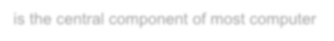 is the central component of most computer